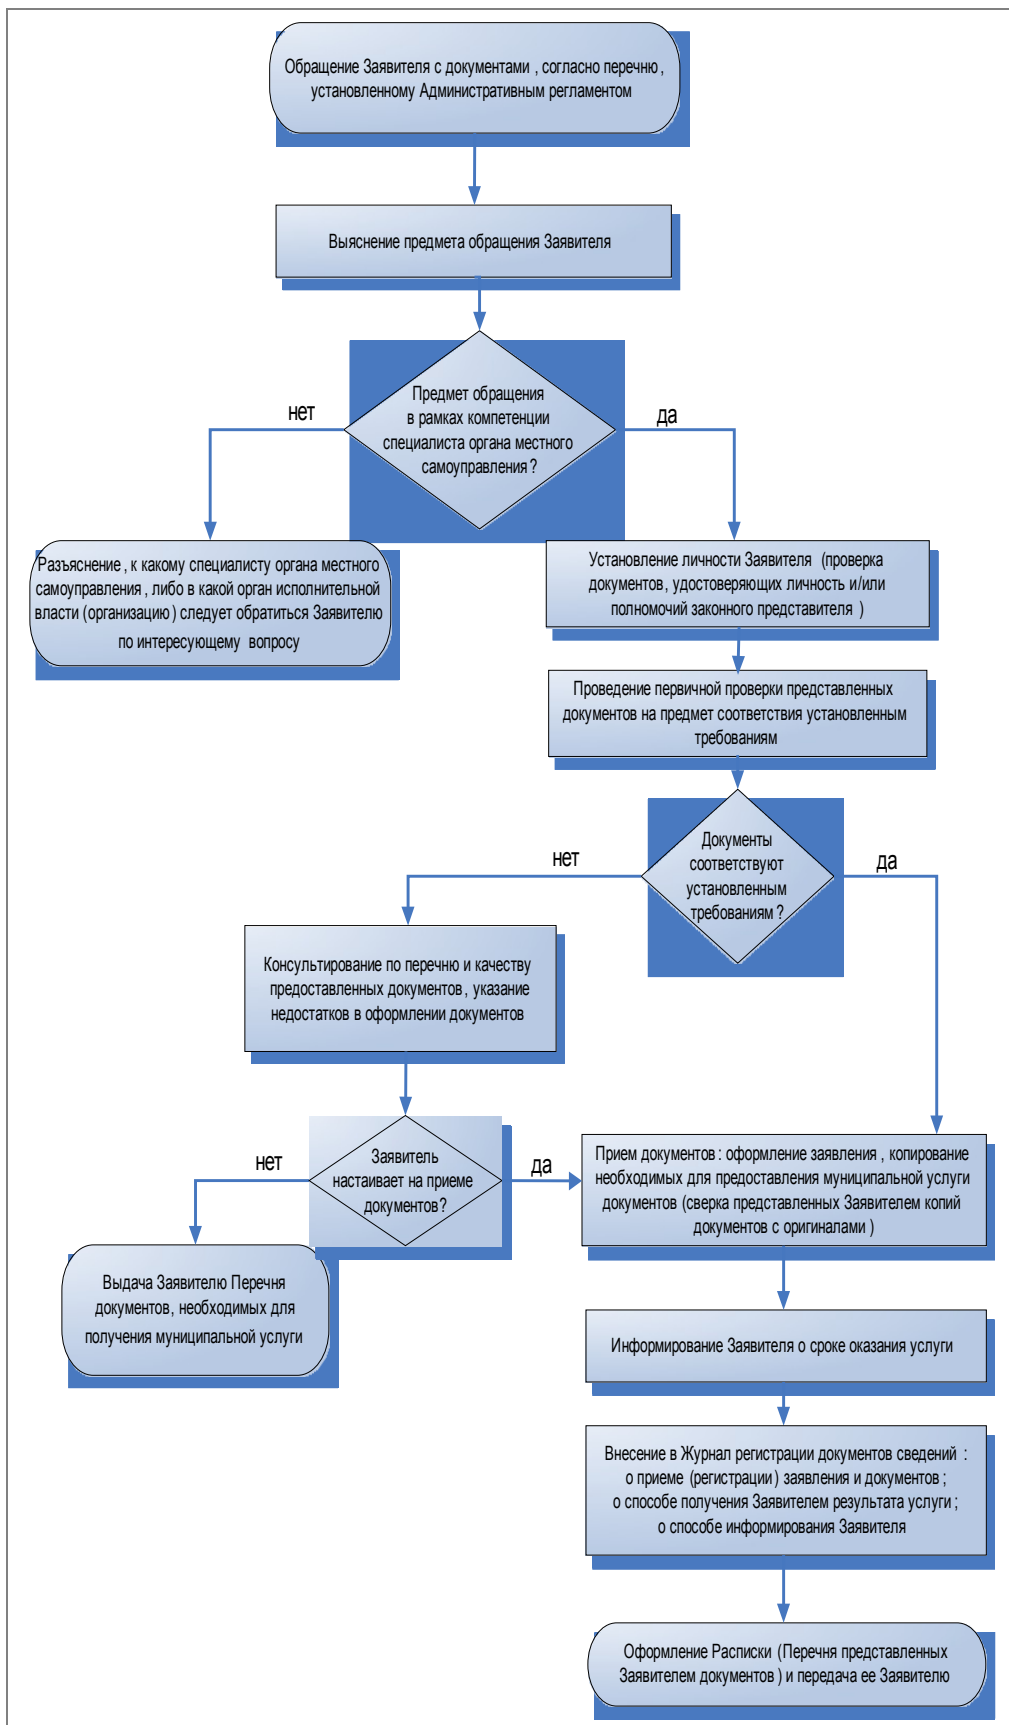 Обращение Заявителя с документами , согласно перечню ,
установленному Административным регламентом
Выяснение предмета обращения Заявителя
Предмет обращения
в рамках компетенции
специалиста органа местного
самоуправления ?
нет
да
Разъяснение , к какому специалисту органа местного
самоуправления , либо в какой орган исполнительной
власти (организацию ) следует обратиться Заявителю
по интересующему вопросу
Установление личности Заявителя (проверка
документов, удостоверяющих личность и/или
полномочий законного представителя )
Проведение первичной проверки представленных
документов на предмет соответствия установленным
требованиям
Документы
соответствуют
установленным
требованиям ?
нет
да
Консультирование по перечню и качеству
предоставленных документов , указание
недостатков в оформлении документов
Заявитель
настаивает на приеме
документов?
нет
да
Прием документов : оформление заявления , копирование
необходимых для предоставления муниципальной услуги
документов (сверка представленных Заявителем копий
документов с оригиналами )
Выдача Заявителю Перечня
документов, необходимых для
получения муниципальной услуги
Информирование Заявителя о сроке оказания услуги
Внесение в Журнал регистрации документов сведений :
о приеме (регистрации ) заявления и документов ;
о способе получения Заявителем результата услуги ;
о способе информирования Заявителя
Оформление Расписки (Перечня представленных
Заявителем документов ) и передача ее Заявителю